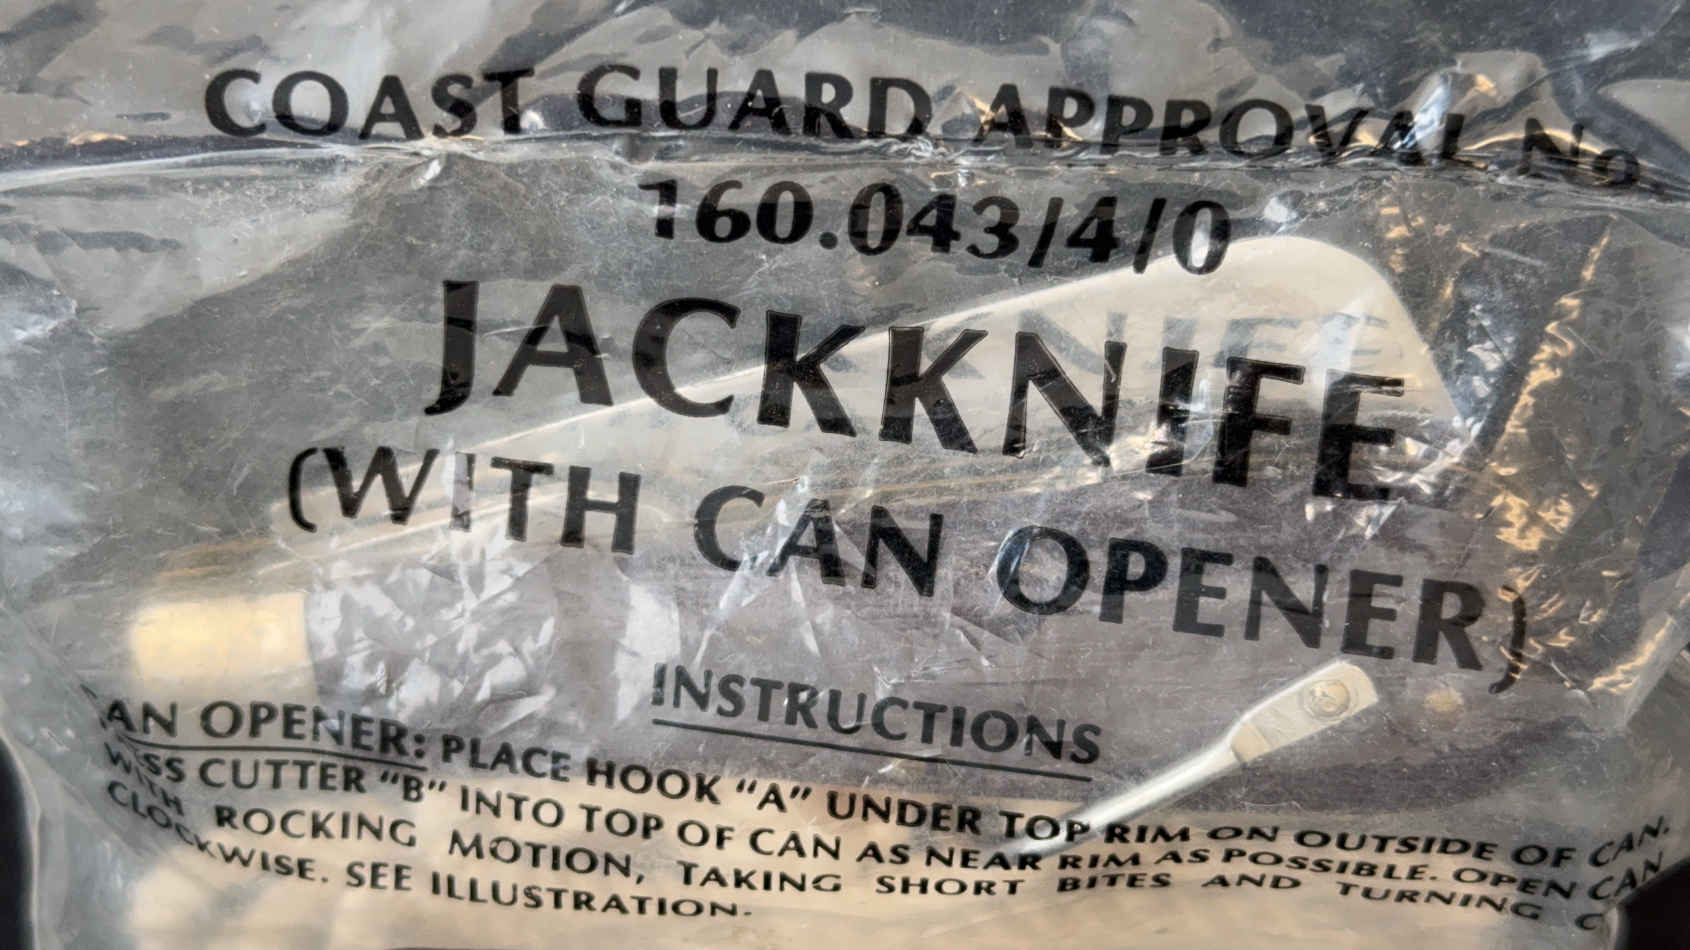 COAST GUARD APPROVAL No
160.043/4/0
JACKKNIFE
(WITH CAN OPENER)
INSTRUCTIONS
AN OPENER: PLACE HOOK “A” UNDER TOP RIM ON OUTSIDE OF CAN.
CUTTER “B” INTO TOP OF CAN AS NEAR RIM AS POSSIBLE. OPEN CAN
WITH ROCKING MOTION, TAKING SHORT BITES AND TURNING C
CLOCKWISE. SEE ILLUSTRATION.